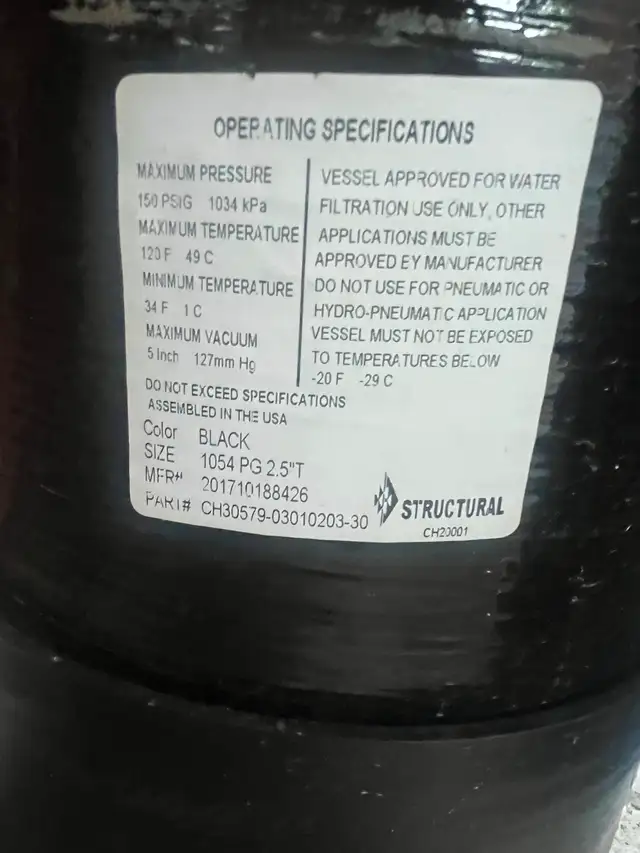 OPERATING SPECIFICATIONS
MAXIMUM PRESSURE
150 PSIG 1034 kPa
MAXIMUM TEMPERATURE
120 F 49 C
MINIMUM TEMPERATURE
34 F 1 C
MAXIMUM VACUUM
5 Inch 127mm Hg
VESSEL APPROVED FOR WATER
FILTRATION USE ONLY, OTHER
APPLICATIONS MUST BE
APPROVED BY MANUFACTURER
DO NOT USE FOR PNEUMATIC OR
HYDRO-PNEUMATIC APPLICATION
VESSEL MUST NOT BE EXPOSED
TO TEMPERATURES BELOW
-20 F -29 C
DO NOT EXCEED SPECIFICATIONS
ASSEMBLED IN THE USA
Color BLACK
SIZE 1054 PG 2.5"T
MFR# 201710188426
PART# CH30579-03010203-30
STRUCTURAL
CH20001